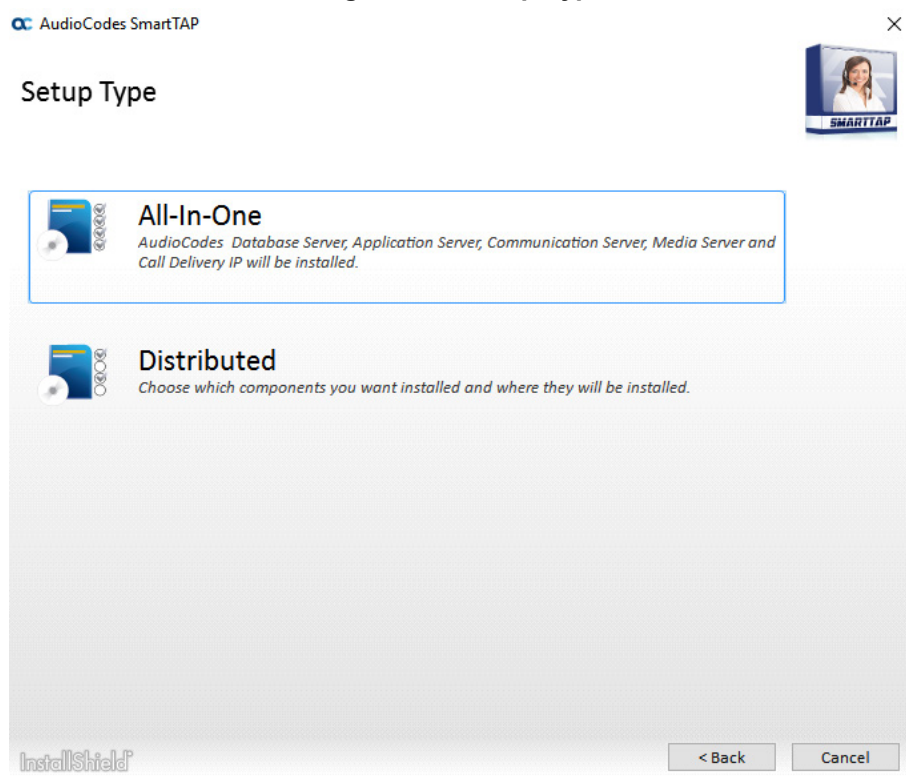 AudioCodes SmartTAP
Setup Type
SMARTTAP
All-In-One
AudioCodes Database Server, Application Server, Communication Server, Media Server and
Call Delivery IP will be installed.
Distributed
Choose which components you want installed and where they will be installed.
InstallShield
< Back
Cancel